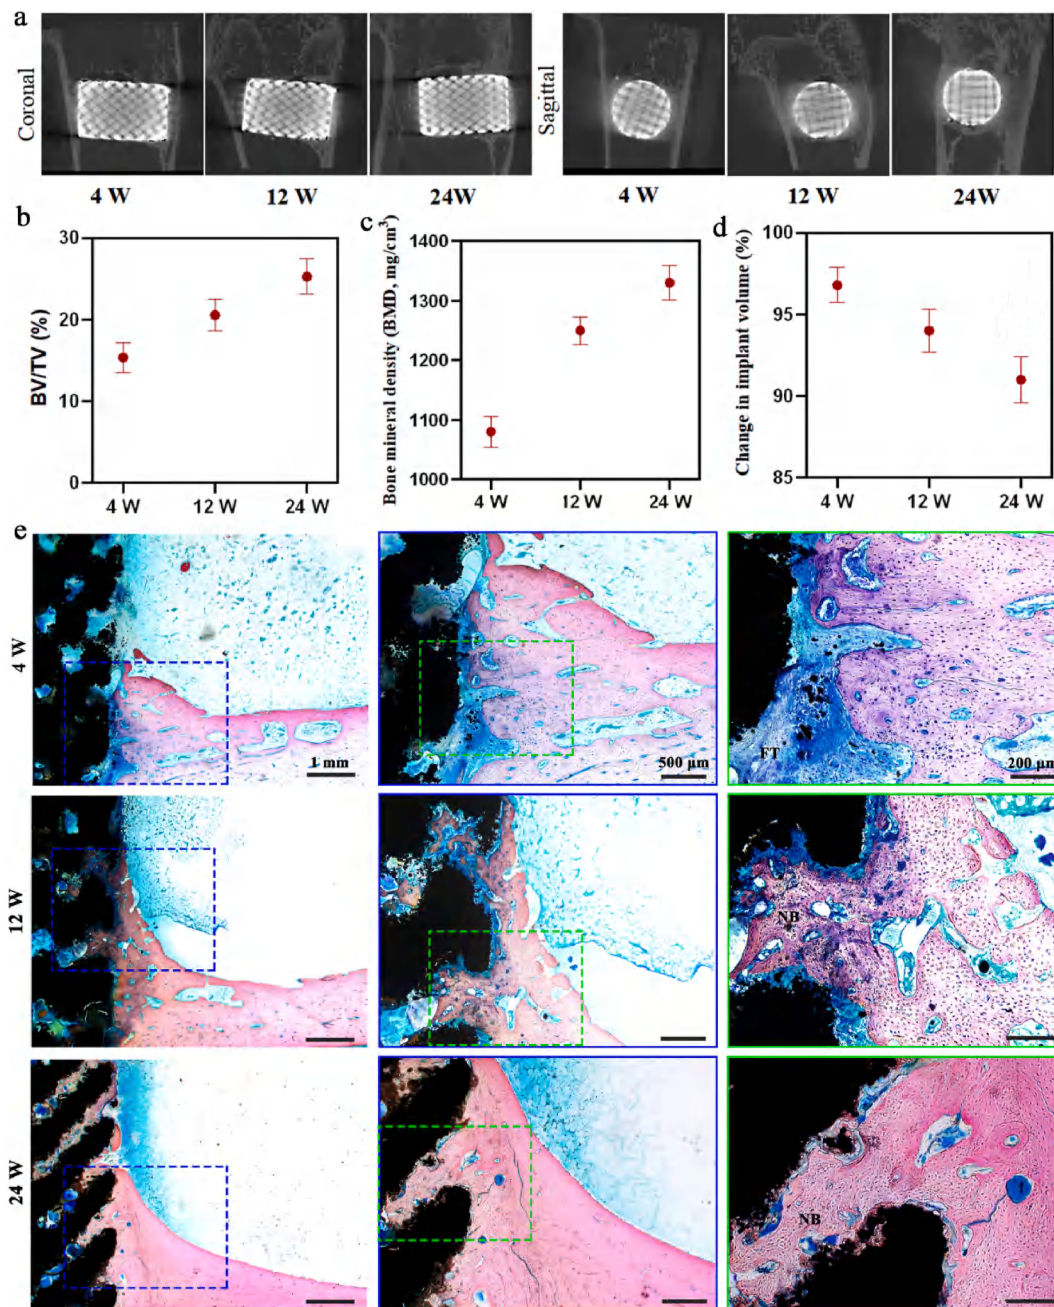 a
Coronal
Sagittal
4 W
12 W
24W
4 W
12 W
24W
b
BV/TV (%)
30
20
10
0
4 W
12 W
24 W
c
Bone mineral density (BMD, mg/cm³)
1400
1300
1200
1100
1000
4 W
12 W
24 W
d
Change in implant volume (%)
100
95
90
85
4 W
12 W
24 W
e
4 W
1 mm
500 μm
FT
200 μm
12 W
NB
24 W
NB